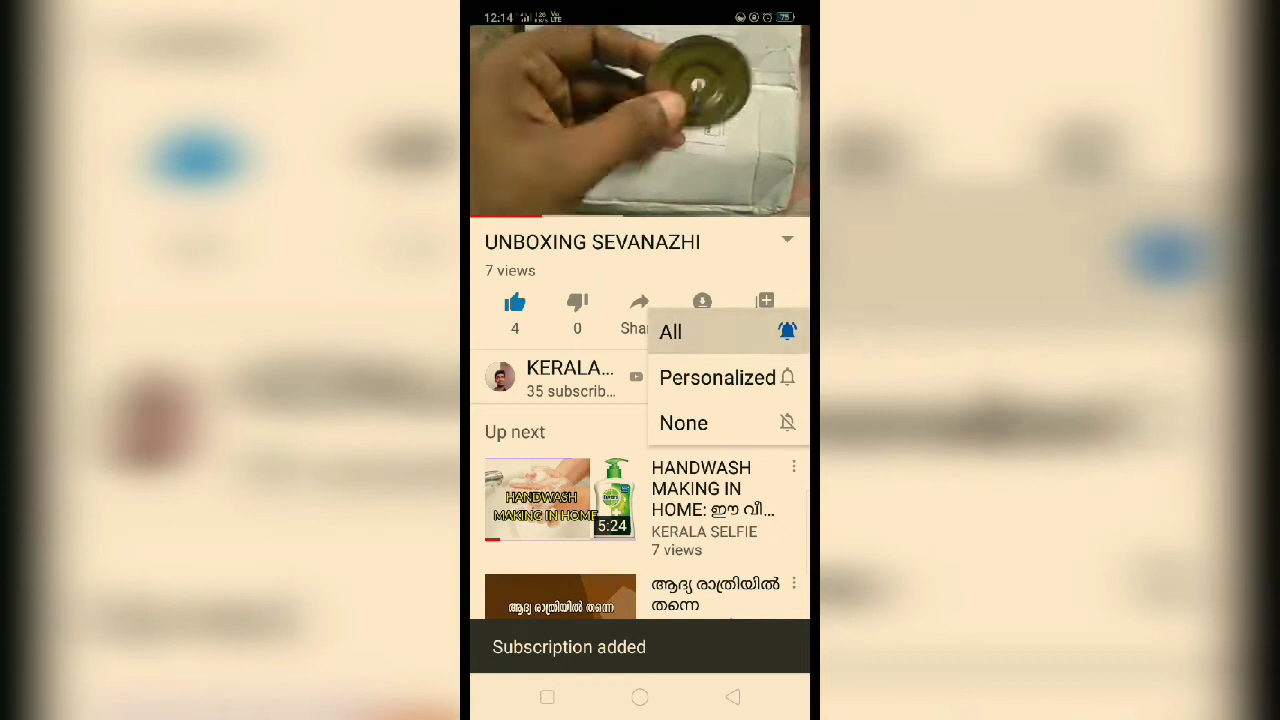 12:14
75
UNBOXING SEVANAZHI
7 views
4
0
Shar
All
Personalized
None
KERALA...
35 subscrib...
Up next
HANDWASH
MAKING IN HOME
5:24
HANDWASH
MAKING IN
HOME: ഈ വീ...
KERALA SELFIE
7 views
ആദ്യ രാത്രിയിൽ തന്നെ
ആദ്യ രാത്രിയിൽ
തന്നെ
Subscription added